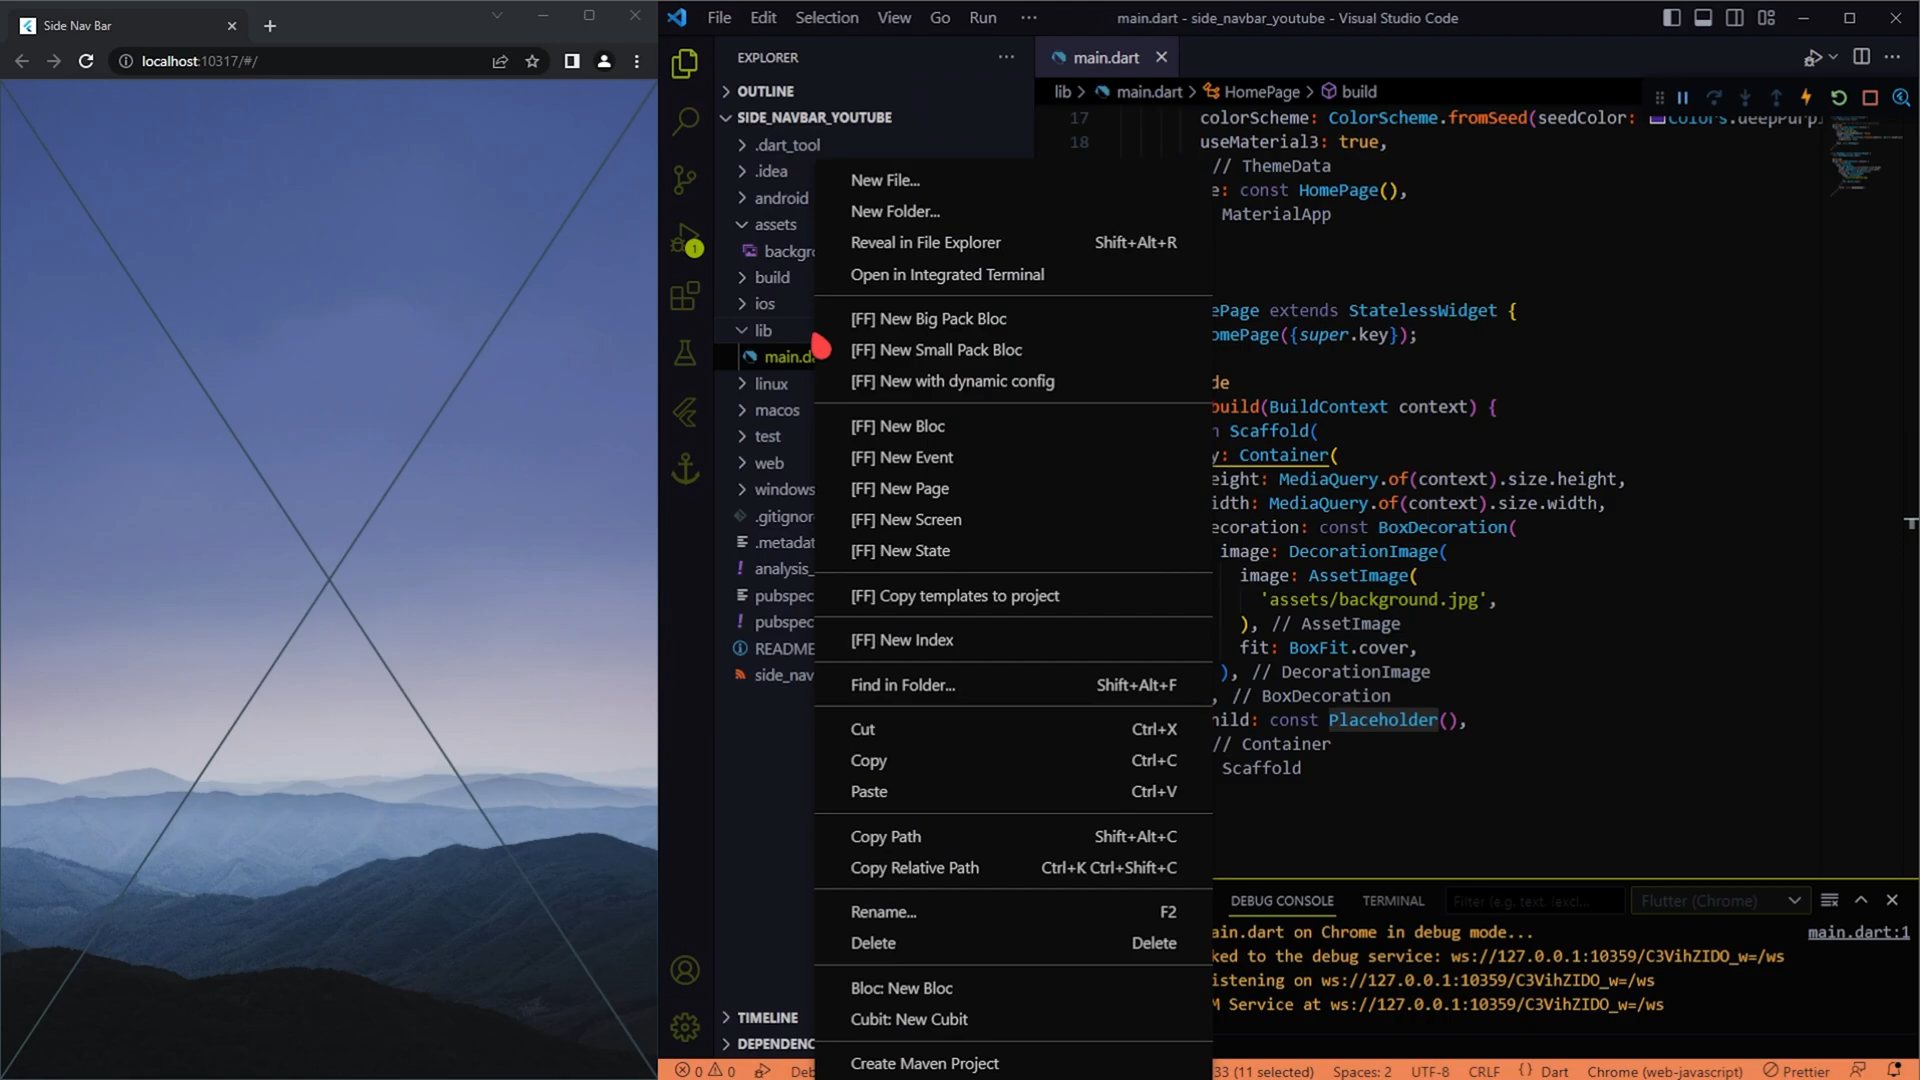 Side Nav Bar
localhost:10317/#/
File Edit Selection View Go Run
main.dart - side_navbar_youtube - Visual Studio Code
EXPLORER
OUTLINE
SIDE_NAVBAR_YOUTUBE
.dart_tool
.idea
android
assets
backgr
build
ios
lib
main.da
linux
macos
test
web
windows
.gitignor
.metadat
analysis_
pubspec
pubspec
README
side_nav
TIMELINE
DEPENDENC
1
New File...
New Folder...
Reveal in File Explorer Shift+Alt+R
Open in Integrated Terminal
[FF] New Big Pack Bloc
[FF] New Small Pack Bloc
[FF] New with dynamic config
[FF] New Bloc
[FF] New Event
[FF] New Page
[FF] New Screen
[FF] New State
[FF] Copy templates to project
[FF] New Index
Find in Folder... Shift+Alt+F
Cut Ctrl+X
Copy Ctrl+C
Paste Ctrl+V
Copy Path Shift+Alt+C
Copy Relative Path Ctrl+K Ctrl+Shift+C
Rename... F2
Delete Delete
Bloc: New Bloc
Cubit: New Cubit
Create Maven Project
main.dart
lib > main.dart > HomePage > build
17 colorScheme: ColorScheme.fromSeed(seedColor: Colors.deepPurp
18 useMaterial3: true,
// ThemeData
e: const HomePage(),
MaterialApp
ePage extends StatelessWidget {
omePage({super.key});
de
build(BuildContext context) {
n Scaffold(
y: Container(
eight: MediaQuery.of(context).size.height,
idth: MediaQuery.of(context).size.width,
ecoration: const BoxDecoration(
image: DecorationImage(
image: AssetImage(
'assets/background.jpg',
), // AssetImage
fit: BoxFit.cover,
), // DecorationImage
, // BoxDecoration
hild: const Placeholder(),
// Container
Scaffold
DEBUG CONSOLE TERMINAL Filter (e.g. text, !excl... Flutter (Chrome)
ain.dart on Chrome in debug mode... main.dart:1
ked to the debug service: ws://127.0.0.1:10359/C3VihZIDO_w=/ws
istening on ws://127.0.0.1:10359/C3VihZIDO_w=/ws
M Service at ws://127.0.0.1:10359/C3VihZIDO_w=/ws
0 0 Deb 33 (11 selected) Spaces: 2 UTF-8 CRLF {} Dart Chrome (web-javascript) Prettier